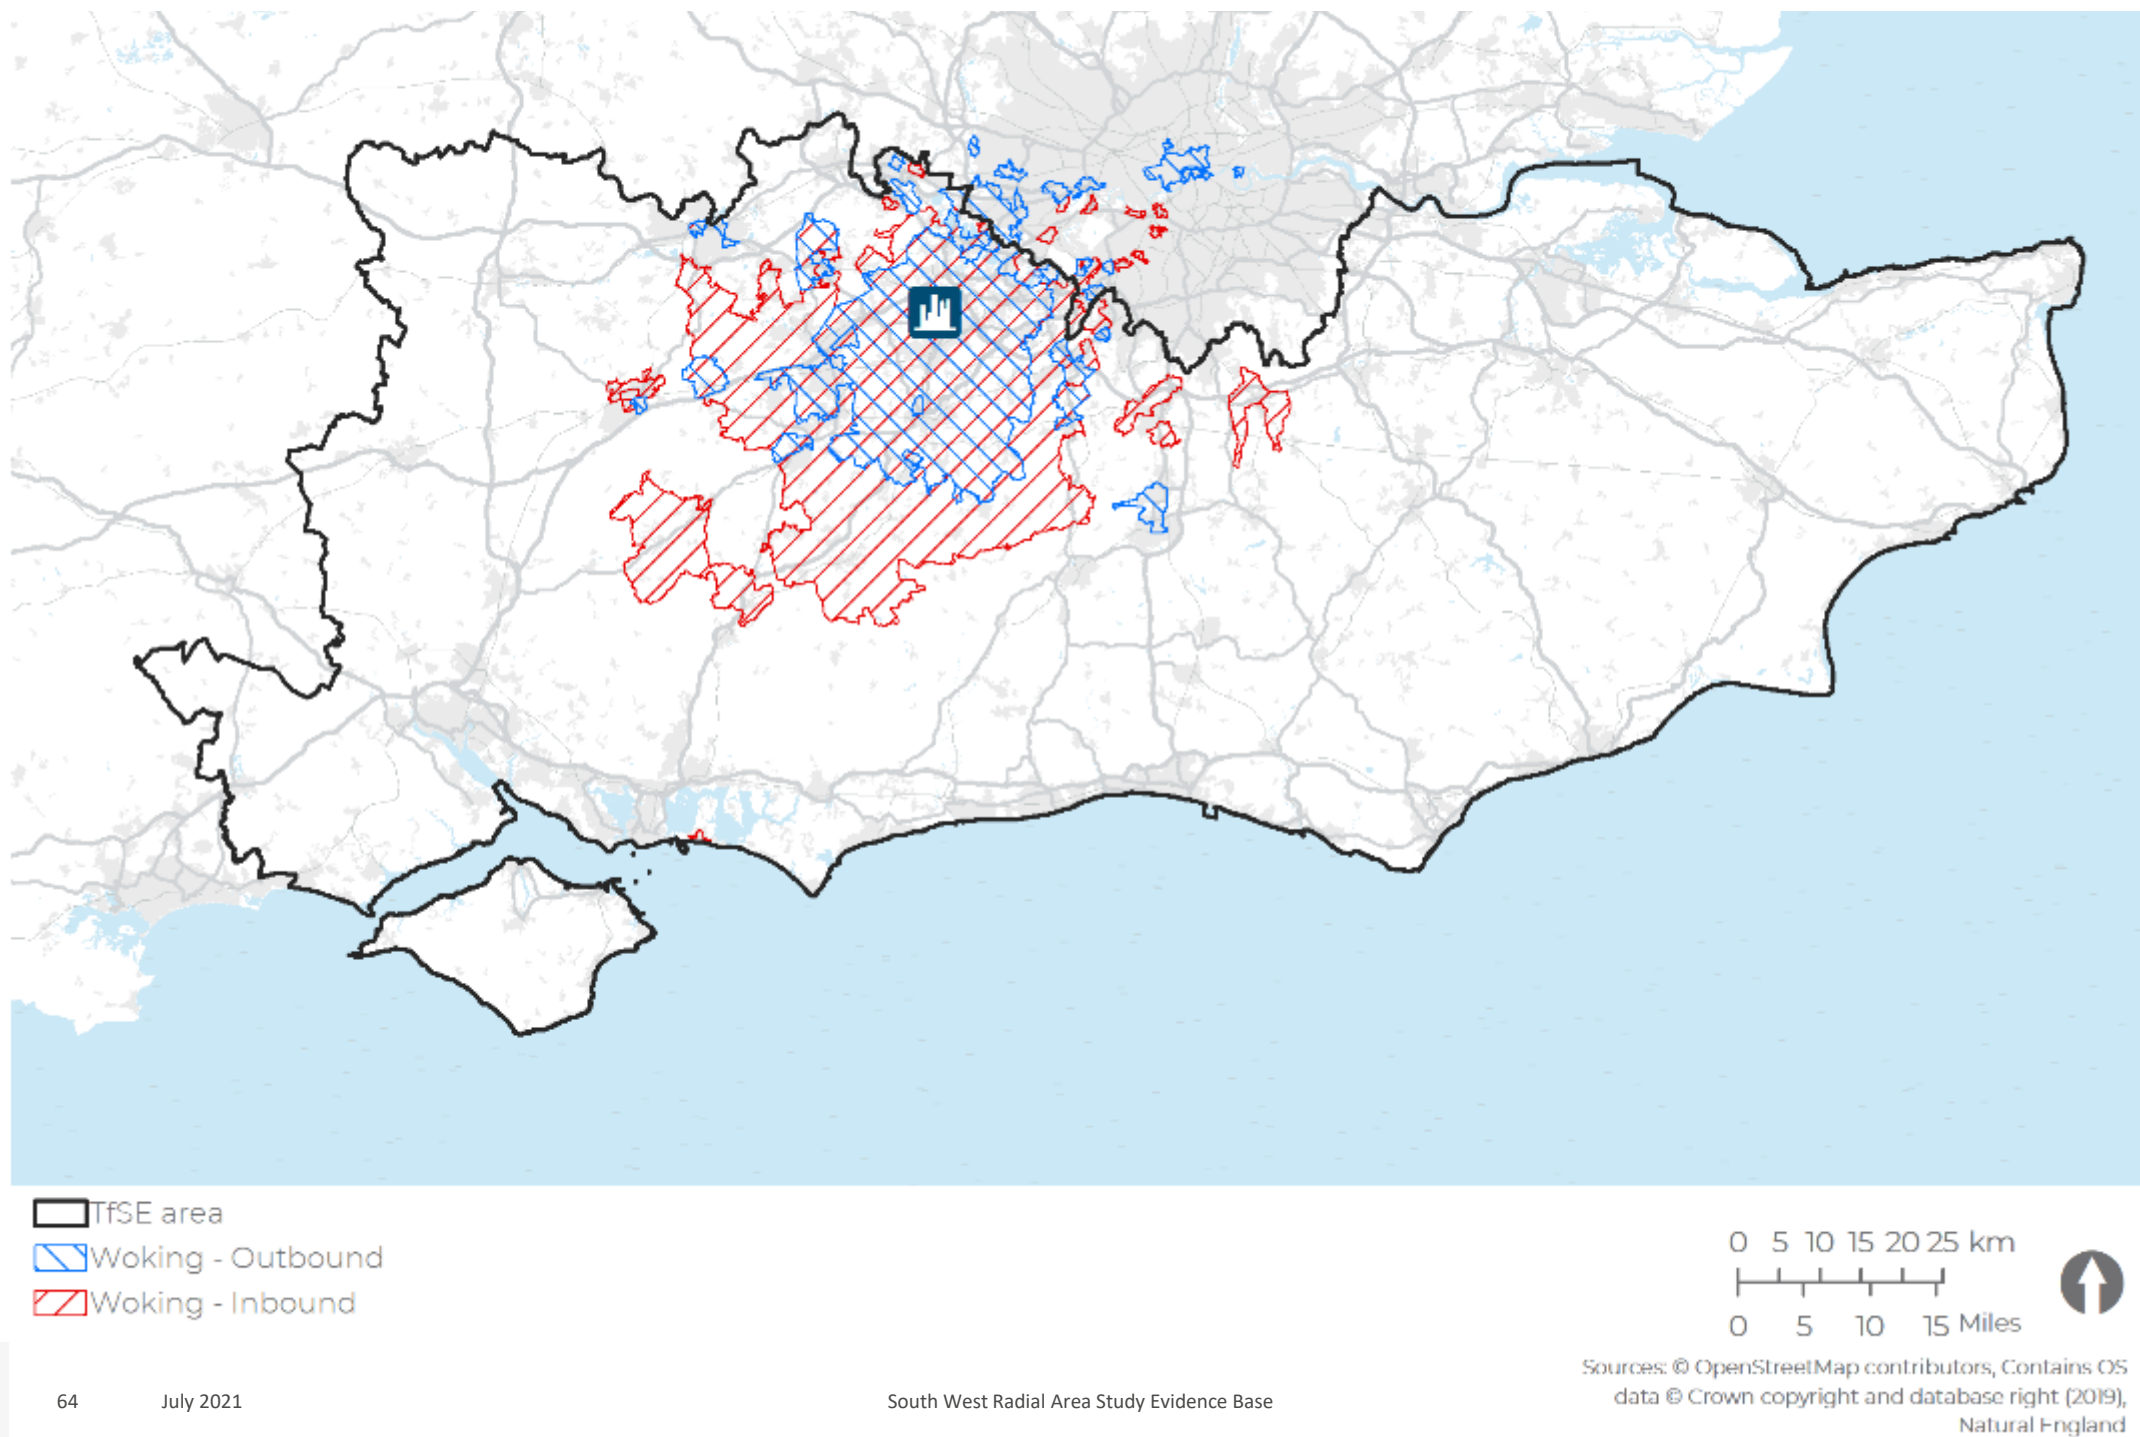 TfSE area
Woking - Outbound
Woking - Inbound
0 5 10 15 20 25 km
0 5 10 15 Miles
Sources: © OpenStreetMap contributors, Contains OS
data © Crown copyright and database right (2019),
Natural England
64 July 2021 South West Radial Area Study Evidence Base